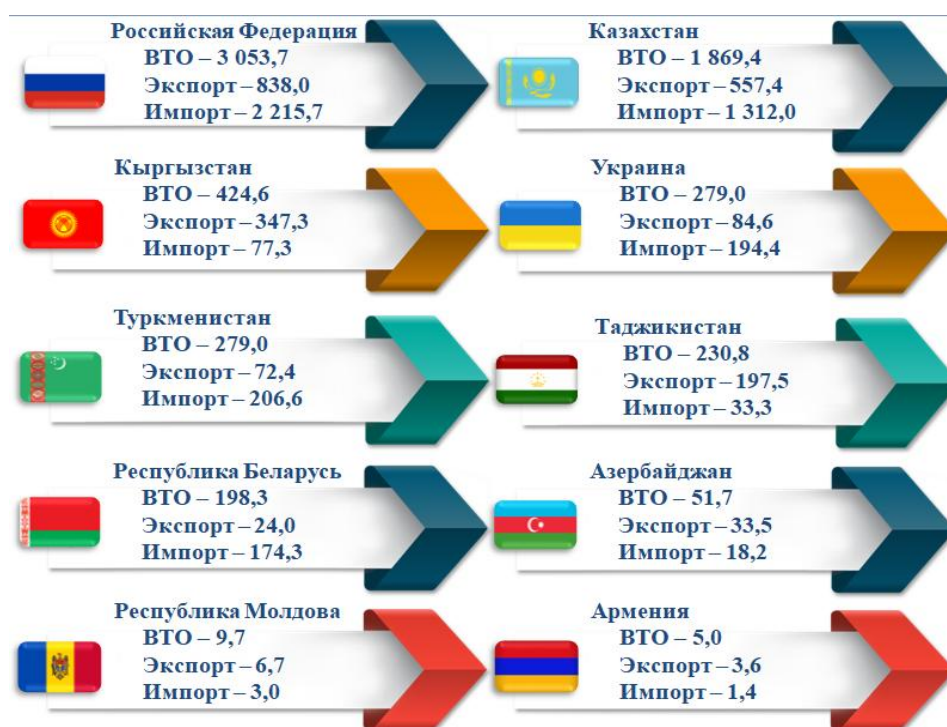 Российская Федерация
ВТО – 3 053,7
Экспорт – 838,0
Импорт – 2 215,7
Казахстан
ВТО – 1 869,4
Экспорт – 557,4
Импорт – 1 312,0
Кыргызстан
ВТО – 424,6
Экспорт – 347,3
Импорт – 77,3
Украина
ВТО – 279,0
Экспорт – 84,6
Импорт – 194,4
Туркменистан
ВТО – 279,0
Экспорт – 72,4
Импорт – 206,6
Таджикистан
ВТО – 230,8
Экспорт – 197,5
Импорт – 33,3
Республика Беларусь
ВТО – 198,3
Экспорт – 24,0
Импорт – 174,3
Азербайджан
ВТО – 51,7
Экспорт – 33,5
Импорт – 18,2
Республика Молдова
ВТО – 9,7
Экспорт – 6,7
Импорт – 3,0
Армения
ВТО – 5,0
Экспорт – 3,6
Импорт – 1,4